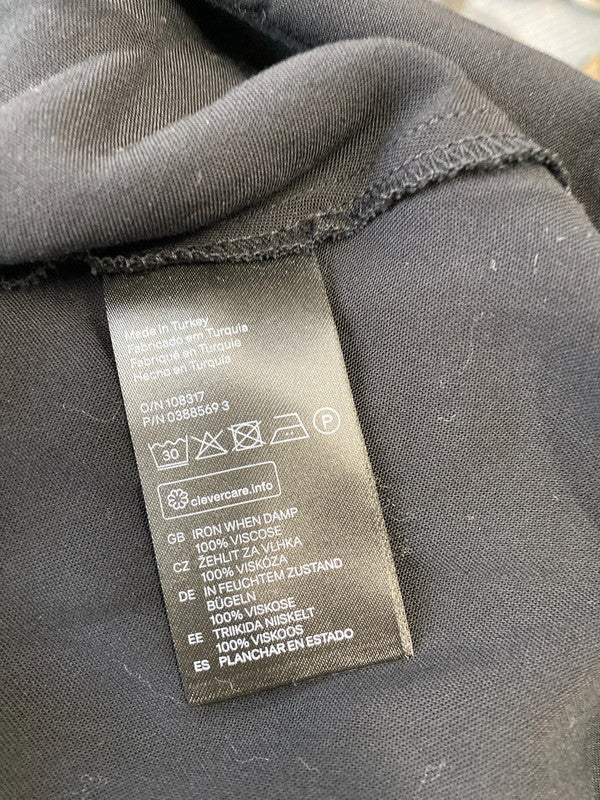 Made in Turkey
Fabricado em Turquia
Fabriqué en Turquie
Hecho en Turquía
O/N 108317
P/N 0388569 3
30 P
clevercare.info
GB IRON WHEN DAMP
100% VISCOSE
CZ ŽEHLIT ZA VLHKA
100% VISKÓZA
DE IN FEUCHTEM ZUSTAND
BÜGELN
100% VISKOSE
EE TRIIKIDA NIISKELT
100% VISKOOS
ES PLANCHAR EN ESTADO